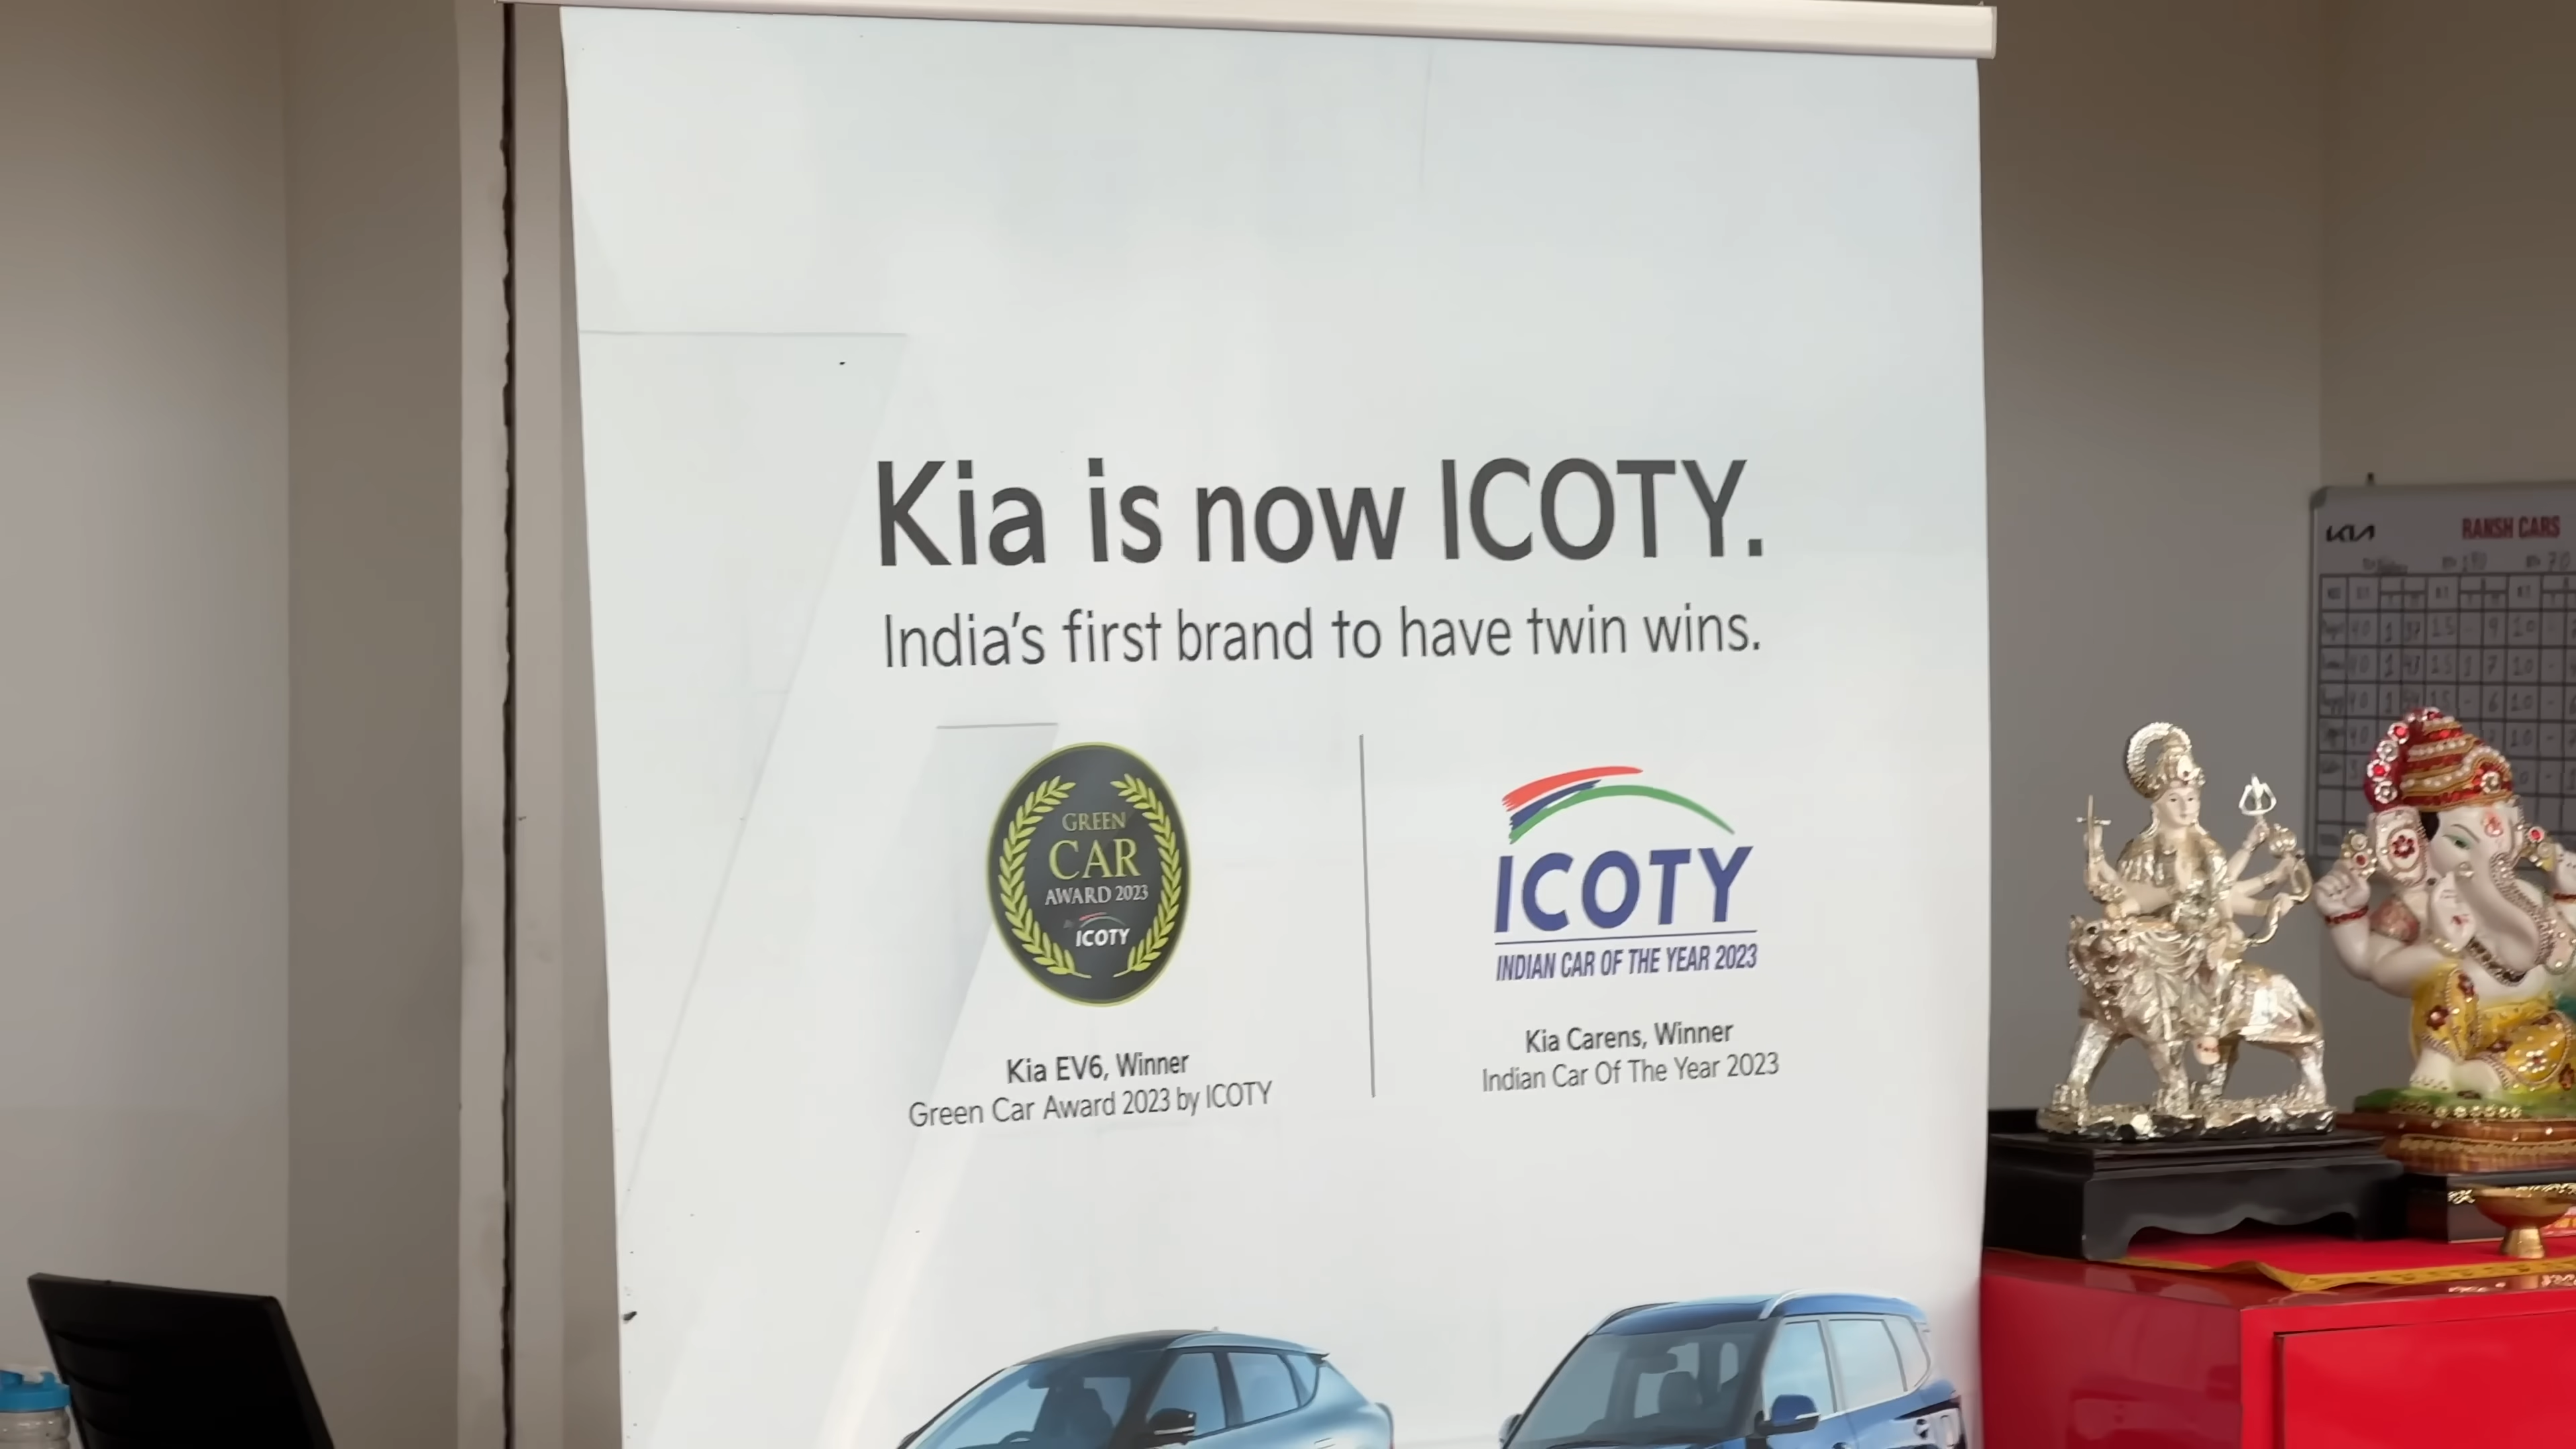 Kia is now ICOTY.
India's first brand to have twin wins.
GREEN
CAR
AWARD 2023
ICOTY
Kia EV6, Winner
Green Car Award 2023 by ICOTY
ICOTY
INDIAN CAR OF THE YEAR 2023
Kia Carens, Winner
Indian Car Of The Year 2023
KIA
RANSH CARS